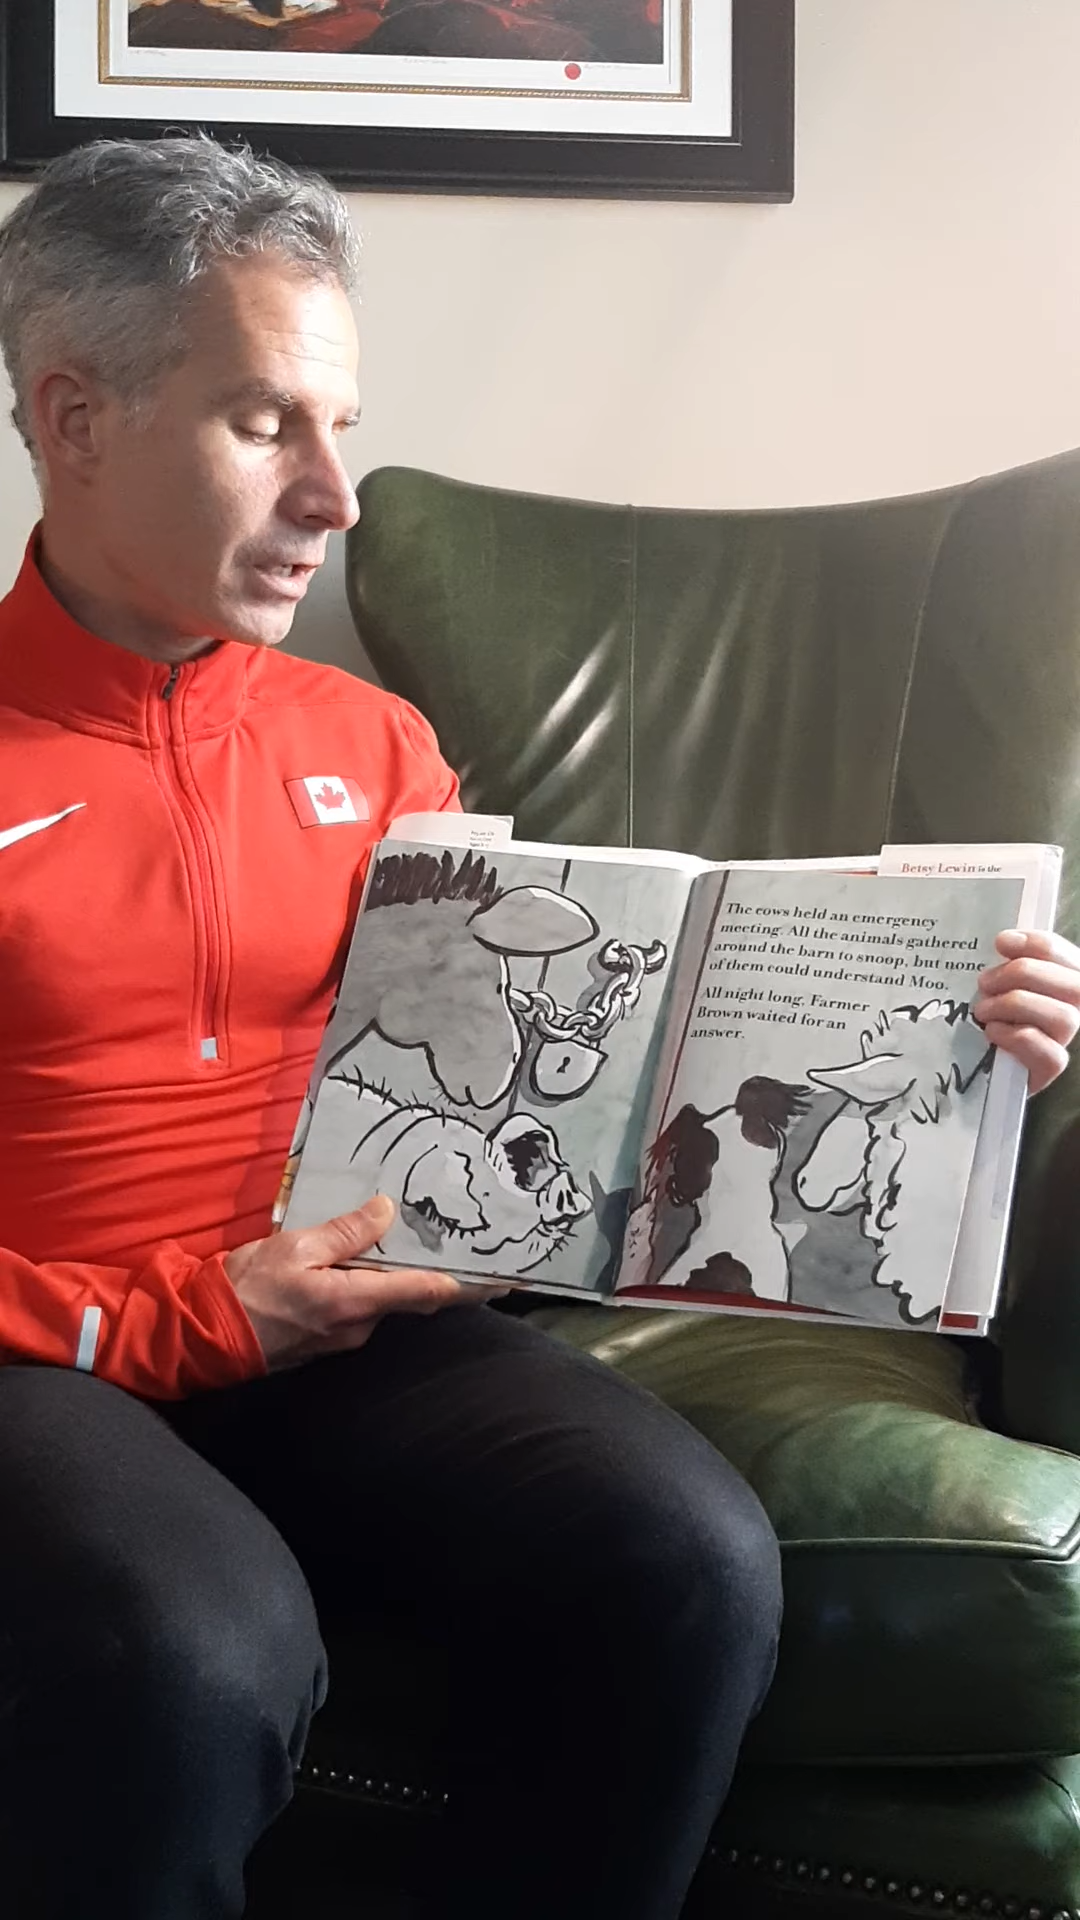 Betsy Lewin is the
The cows held an emergency
meeting. All the animals gathered
around the barn to snoop, but none
of them could understand Moo.
All night long, Farmer
Brown waited for an
answer.